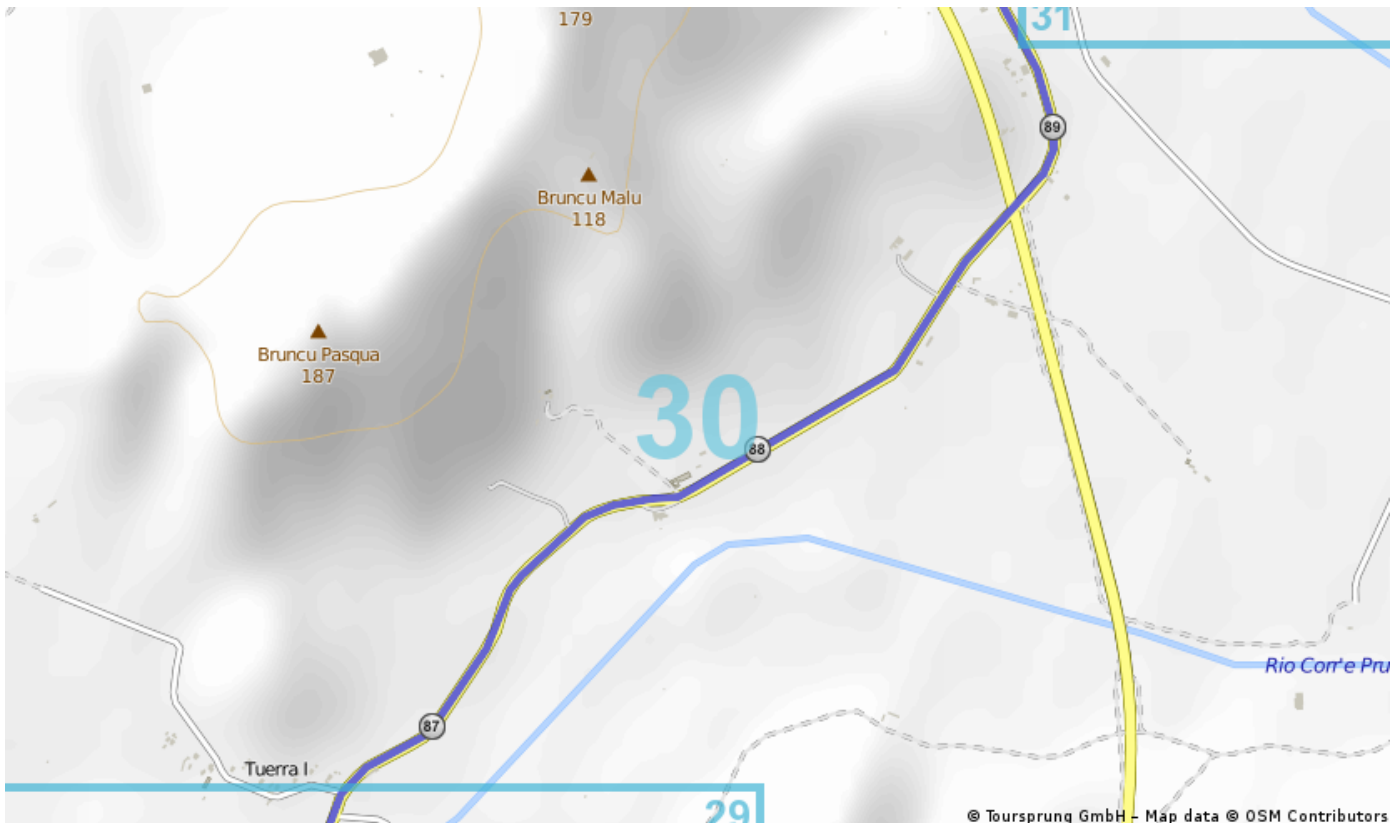 179
31
89
Bruncu Malu
118
Bruncu Pasqua
187
30
88
Rio Corr'e Pru
87
Tuerra I
29
© Toursprung GmbH – Map data © OSM Contributors